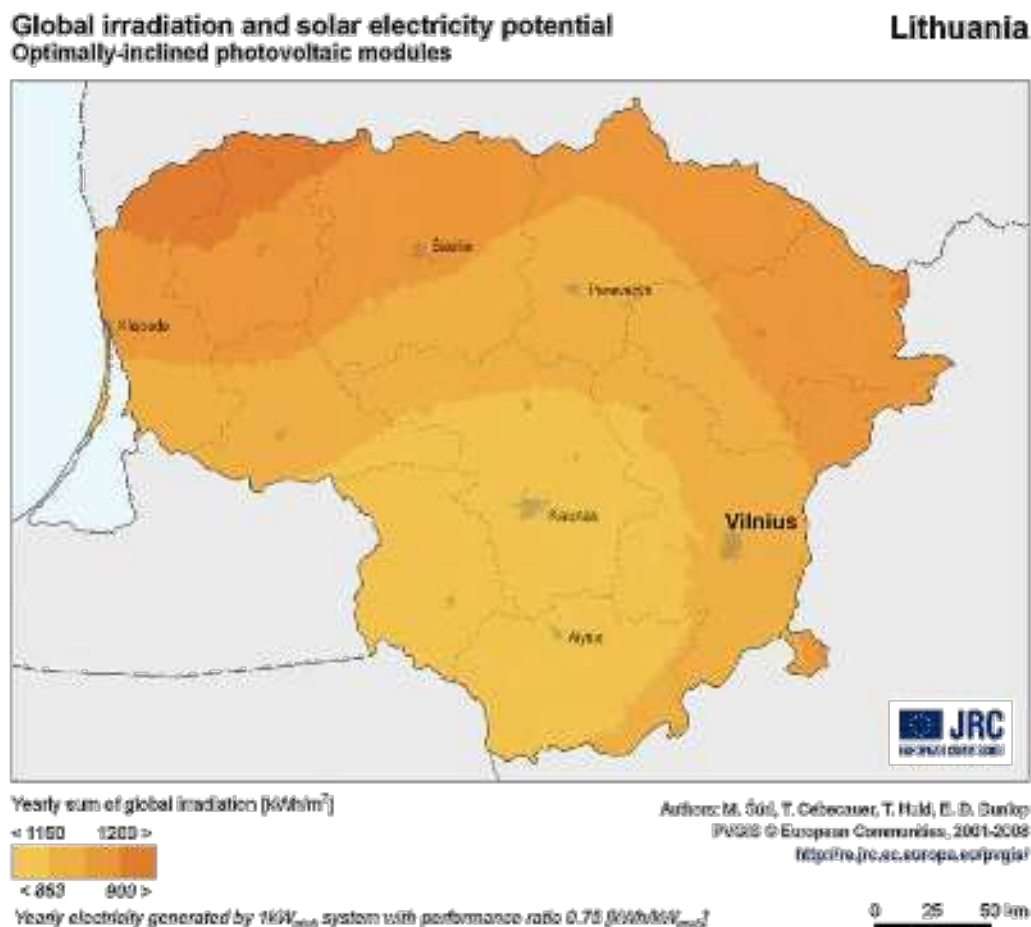 Global irradiation and solar electricity potential
Optimally-inclined photovoltaic modules
Lithuania
Šiauliai
Panevezys
Klaipeda
Kaunas
Vilnius
Alytus
JRC
EUROPEAN COMMISSION
Yearly sum of global irradiation [kWh/m²]
< 1150 1200 >
900 >
Authors: M. Šúri, T. Cebecauer, T. Huld, E. D. Dunlop
PVGIS © European Communities, 2001-2008
http://re.jrc.ec.europa.eu/pvgis/
Yearly electricity generated by 1kW system with performance ratio 0.75
0 25 50 km